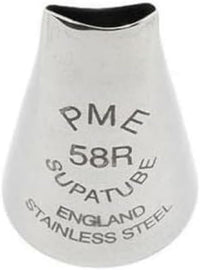 PME
58R
SUPATUBE
ENGLAND
STAINLESS STEEL